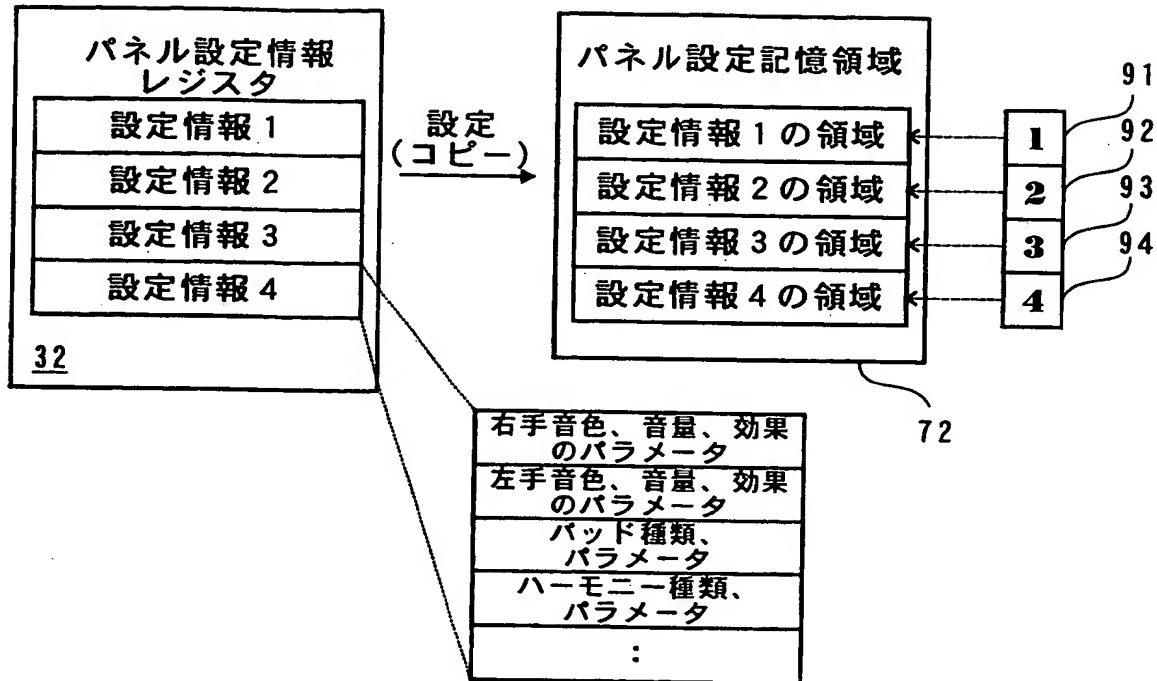 パネル設定情報
レジスタ
設定情報1
設定情報2
設定情報3
設定情報4
32
設定
(コピー)
パネル設定記憶領域
設定情報1の領域
設定情報2の領域
設定情報3の領域
設定情報4の領域
1
2
3
4
91
92
93
94
72
右手音色、音量、効果
のパラメータ
左手音色、音量、効果
のパラメータ
パッド種類、
パラメータ
ハーモニー種類、
パラメータ
: